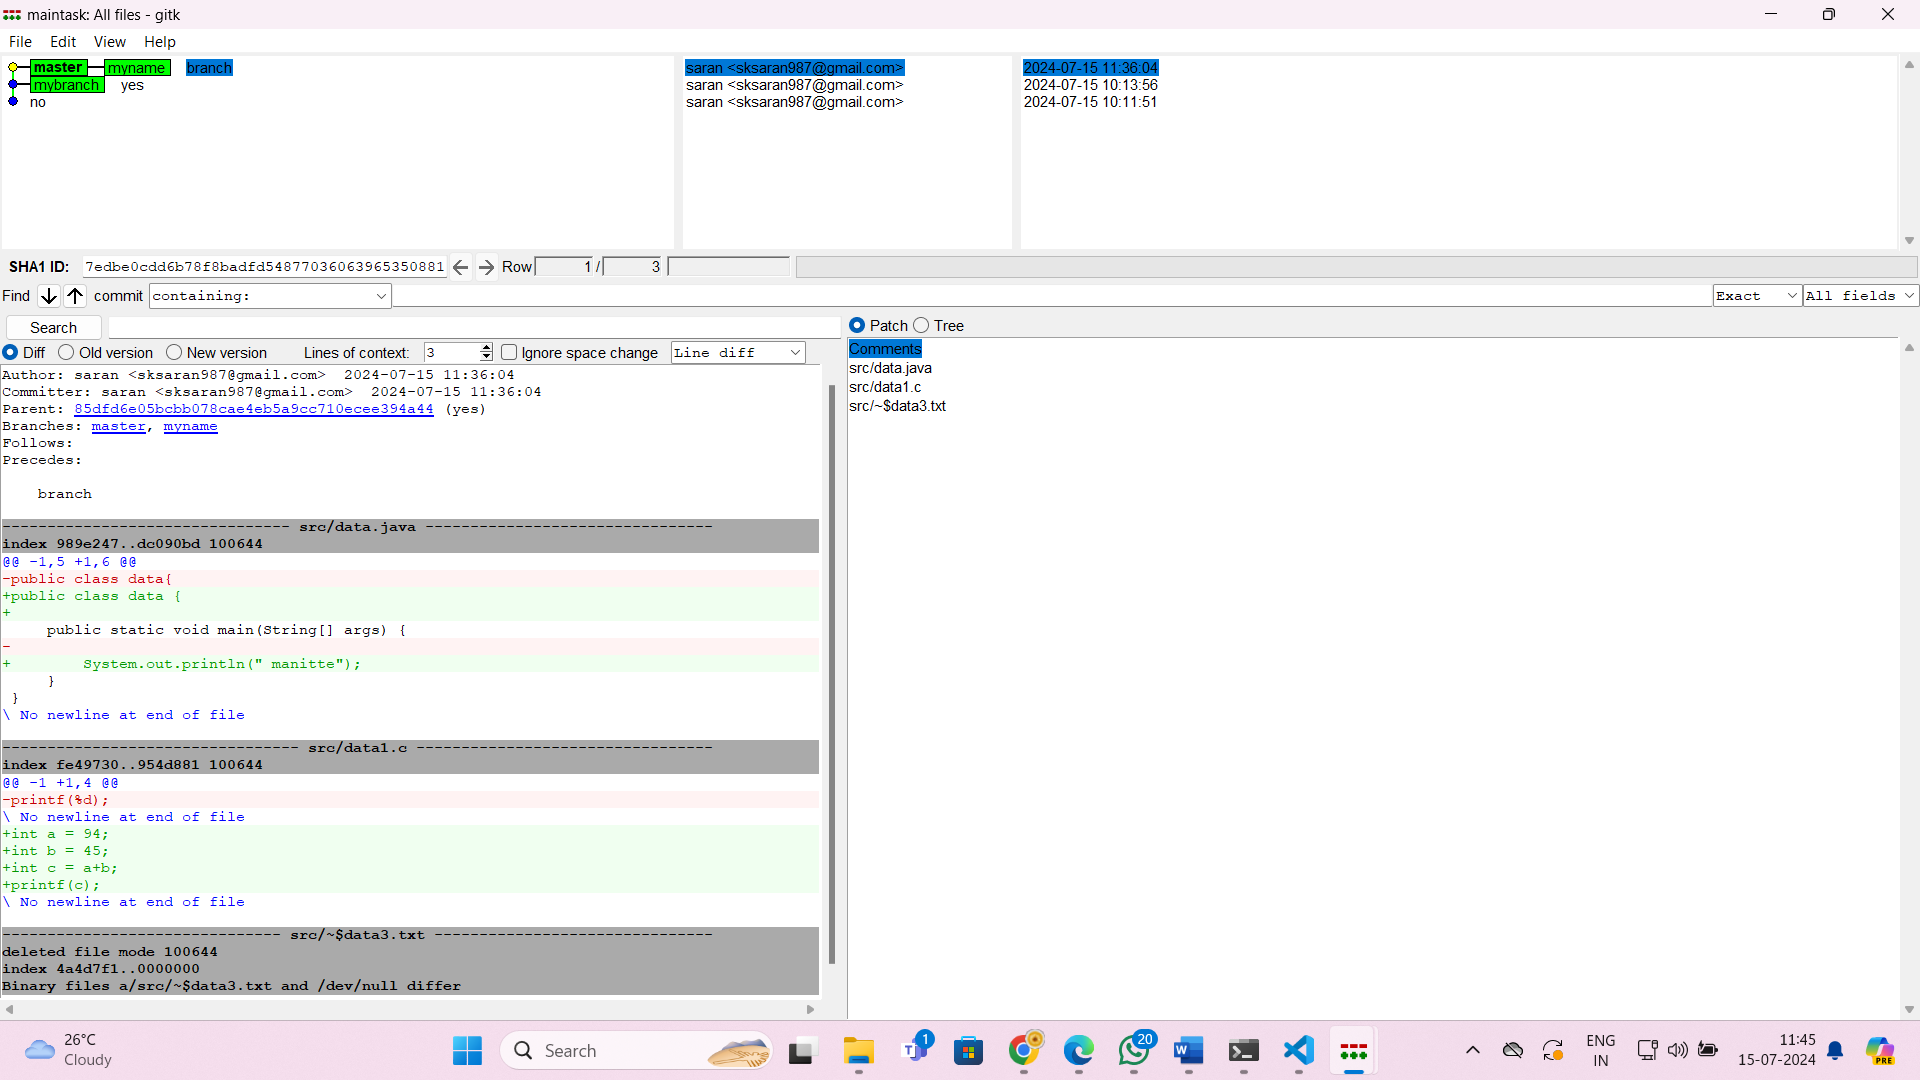 maintask: All files - gitk
File Edit View Help
master myname branch saran <sksaran987@gmail.com> 2024-07-15 11:36:04
mybranch yes saran <sksaran987@gmail.com> 2024-07-15 10:13:56
no saran <sksaran987@gmail.com> 2024-07-15 10:11:51
SHA1 ID: 7edbe0cdd6b78f8badfd54877036063965350881 Row 1 / 3
Find commit containing: Exact All fields
Search
Patch Tree
Diff Old version New version Lines of context: 3 Ignore space change Line diff
Comments
src/data.java
src/data1.c
src/~$data3.txt
Author: saran <sksaran987@gmail.com> 2024-07-15 11:36:04
Committer: saran <sksaran987@gmail.com> 2024-07-15 11:36:04
Parent: 85dfd6e05bcbb078cae4eb5a9cc710ecee394a44 (yes)
Branches: master, myname
Follows:
Precedes:
branch
-------------------------------- src/data.java --------------------------------
index 989e247..dc090bd 100644
@@ -1,5 +1,6 @@
-public class data{
+public class data {
+
public static void main(String[] args) {
-
+ System.out.println(" manitte");
}
}
\ No newline at end of file
--------------------------------- src/data1.c ---------------------------------
index fe49730..954d881 100644
@@ -1 +1,4 @@
-printf(%d);
\ No newline at end of file
+int a = 94;
+int b = 45;
+int c = a+b;
+printf(c);
\ No newline at end of file
------------------------------- src/~$data3.txt -------------------------------
deleted file mode 100644
index 4a4d7f1..0000000
Binary files a/src/~$data3.txt and /dev/null differ
26°C
Cloudy
Search
1
20
ENG
IN
11:45
15-07-2024
PRE